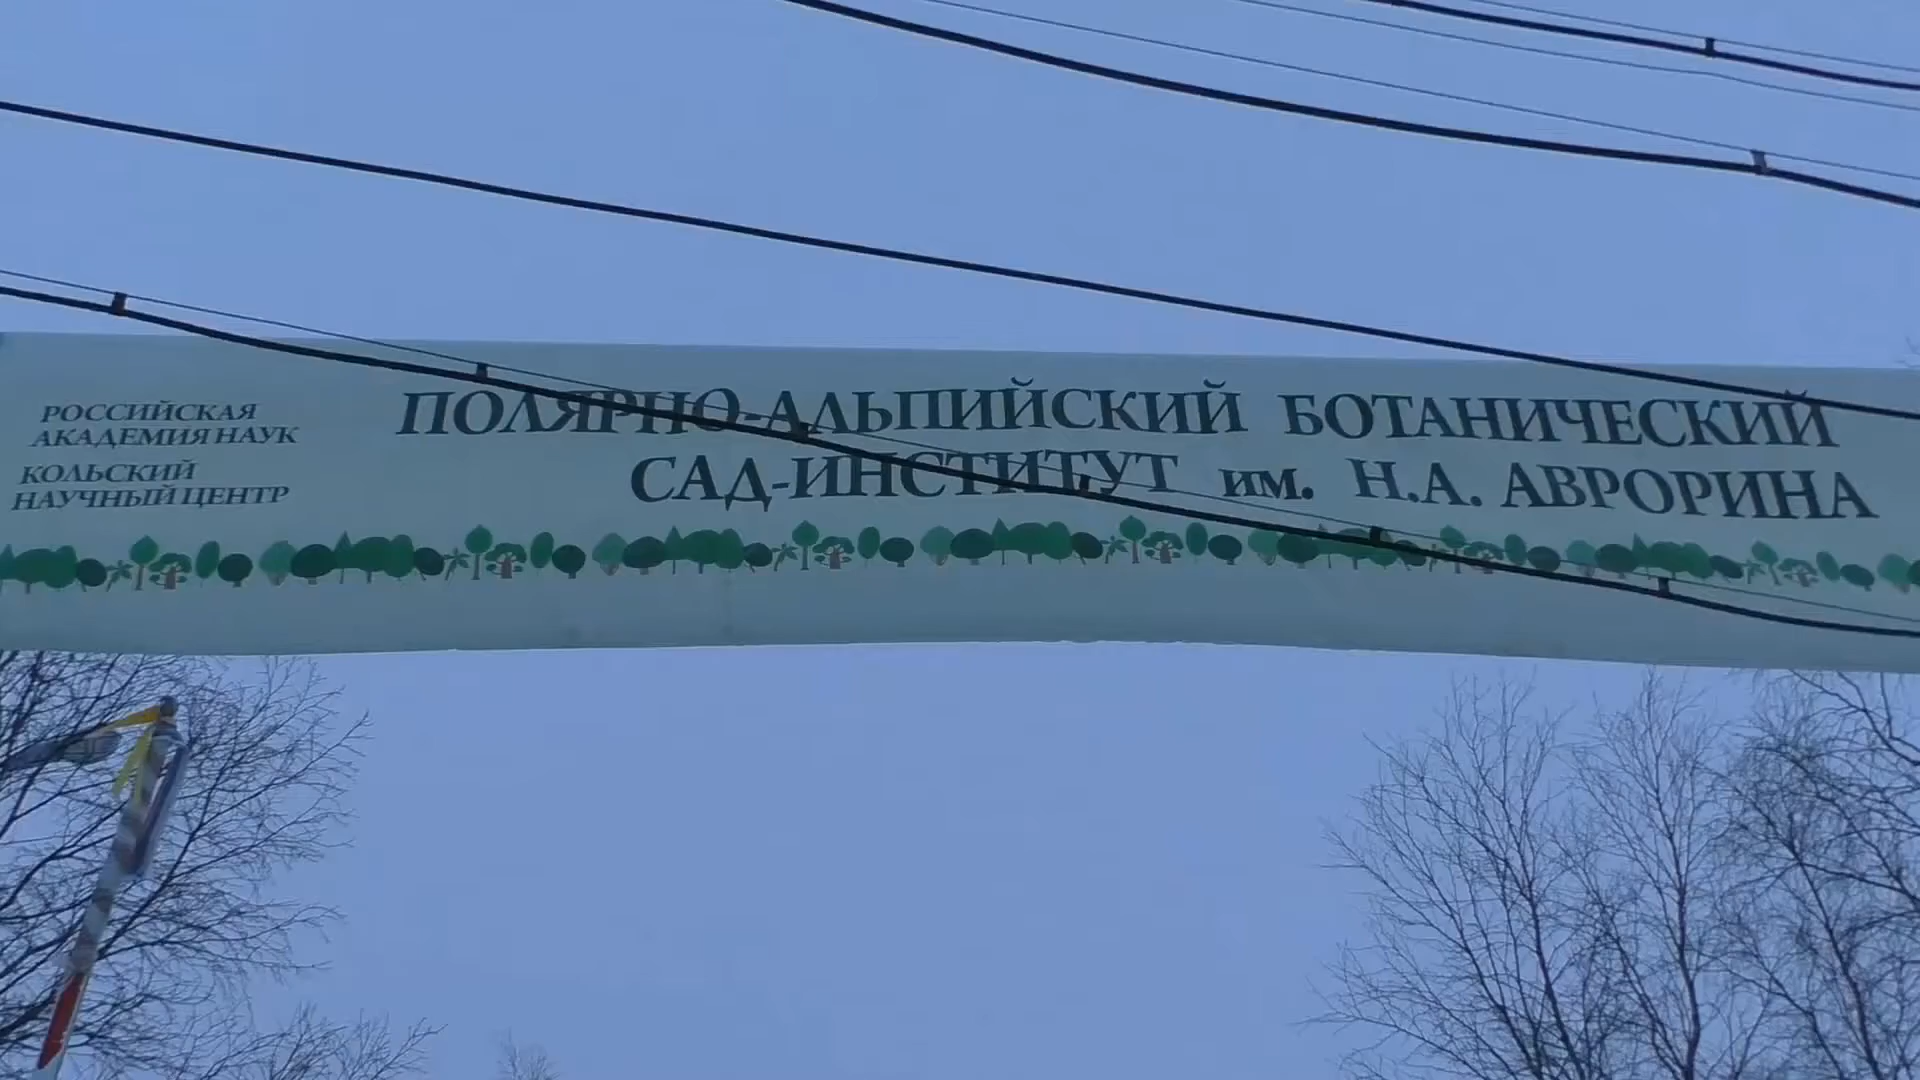 РОССИЙСКАЯ
АКАДЕМИЯ НАУК
КОЛЬСКИЙ
НАУЧНЫЙ ЦЕНТР
ПОЛЯРНО-АЛЬПИЙСКИЙ БОТАНИЧЕСКИЙ
САД-ИНСТИТУТ им. Н.А. АВРОРИНА